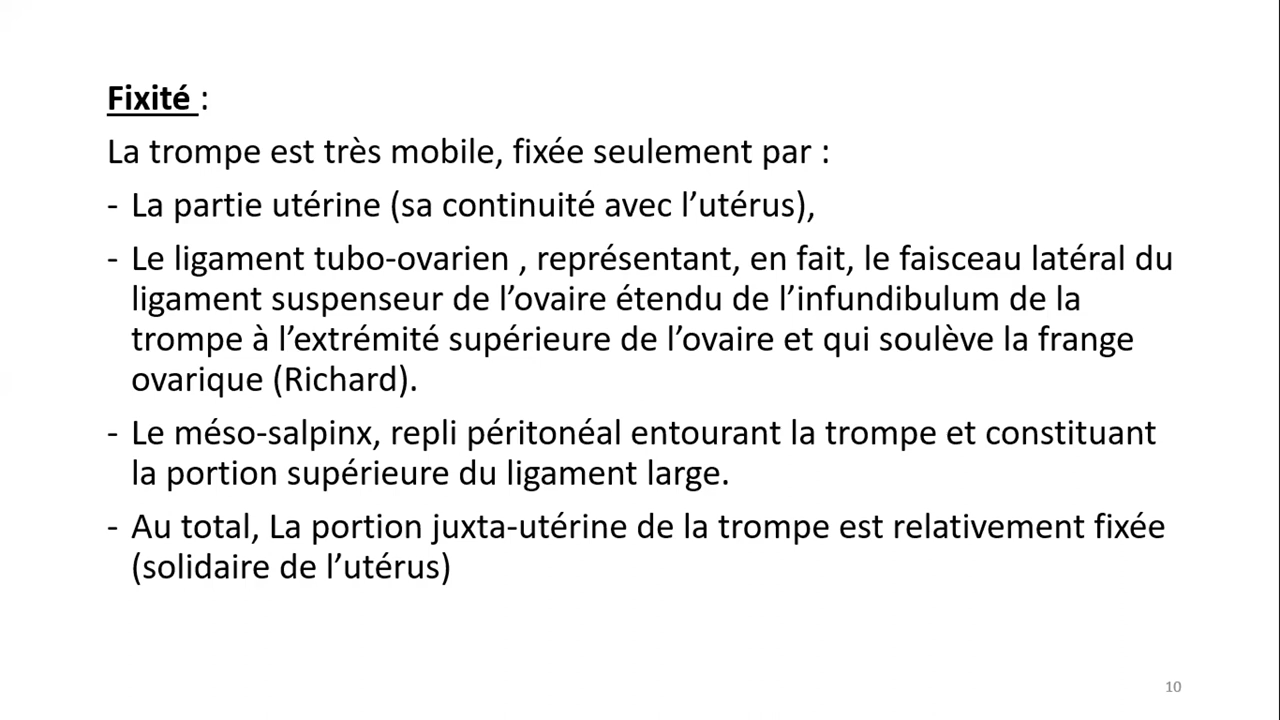 Fixité :
La trompe est très mobile, fixée seulement par :
- La partie utérine (sa continuité avec l’utérus),
- Le ligament tubo-ovarien , représentant, en fait, le faisceau latéral du
ligament suspenseur de l’ovaire étendu de l’infundibulum de la
trompe à l’extrémité supérieure de l’ovaire et qui soulève la frange
ovarique (Richard).
- Le méso-salpinx, repli péritonéal entourant la trompe et constituant
la portion supérieure du ligament large.
- Au total, La portion juxta-utérine de la trompe est relativement fixée
(solidaire de l’utérus)
10